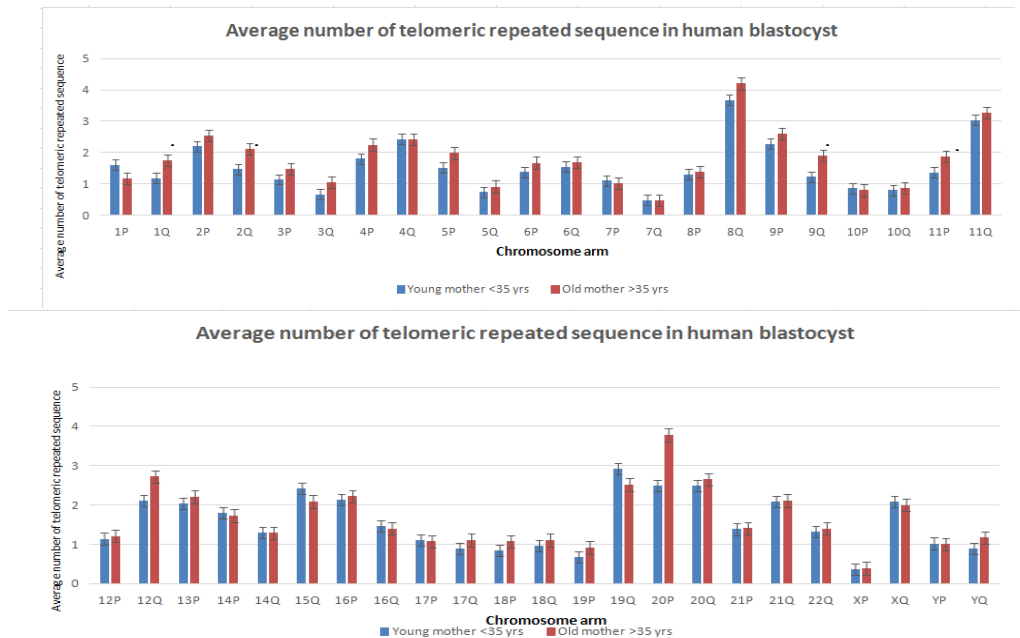 Average number of telomeric repeated sequence in human blastocyst
Average number of telomeric repeated sequence
5
4
3
2
1
0
1P 1Q 2P 2Q 3P 3Q 4P 4Q 5P 5Q 6P 6Q 7P 7Q 8P 8Q 9P 9Q 10P 10Q 11P 11Q
Chromosome arm
Young mother <35 yrs Old mother >35 yrs
Average number of telomeric repeated sequence in human blastocyst
Average number of telomeric repeated sequence
5
4
3
2
1
0
12P 12Q 13P 14P 14Q 15Q 16P 16Q 17P 17Q 18P 18Q 19P 19Q 20P 20Q 21P 21Q 22Q XP XQ YP YQ
Chromosome arm
Young mother <35 yrs Old mother >35 yrs